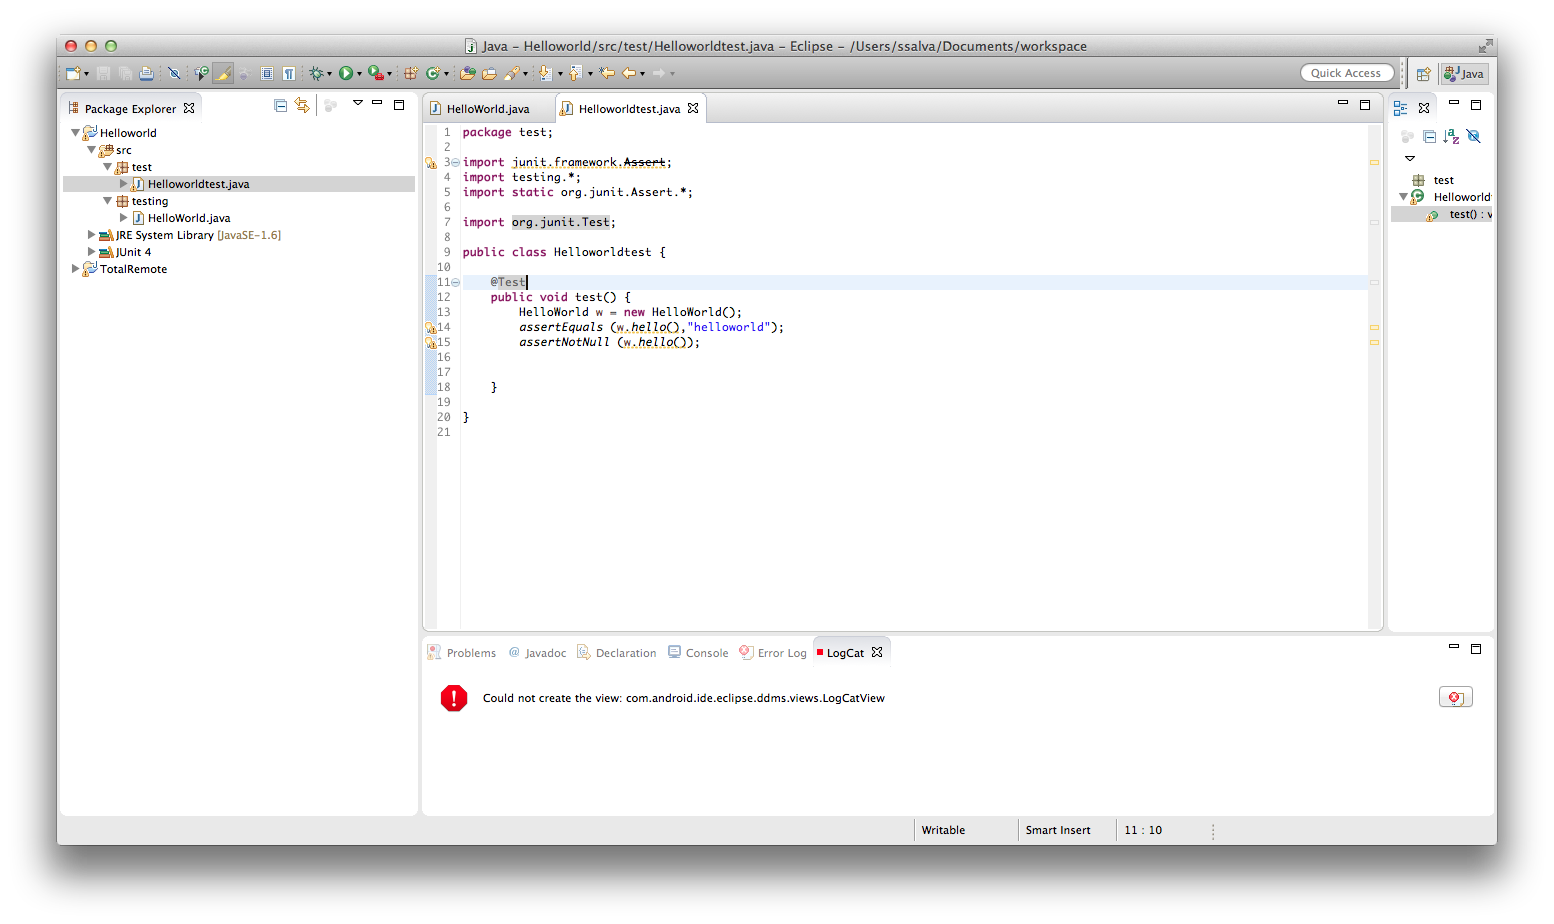 Java – Helloworld/src/test/Helloworldtest.java – Eclipse – /Users/ssalva/Documents/workspace
Quick Access
Java
Package Explorer
Helloworld
src
test
Helloworldtest.java
testing
HelloWorld.java
JRE System Library [JavaSE-1.6]
JUnit 4
TotalRemote
HelloWorld.java
Helloworldtest.java
1 package test;
2
3 import junit.framework.Assert;
4 import testing.*;
5 import static org.junit.Assert.*;
6
7 import org.junit.Test;
8
9 public class Helloworldtest {
10
11 @Test
12 public void test() {
13 HelloWorld w = new HelloWorld();
14 assertEquals (w.hello(),"helloworld");
15 assertNotNull (w.hello());
16
17
18 }
19
20 }
21
test
Helloworld
test() : v
Problems
@ Javadoc
Declaration
Console
Error Log
LogCat
Could not create the view: com.android.ide.eclipse.ddms.views.LogCatView
Writable
Smart Insert
11 : 10